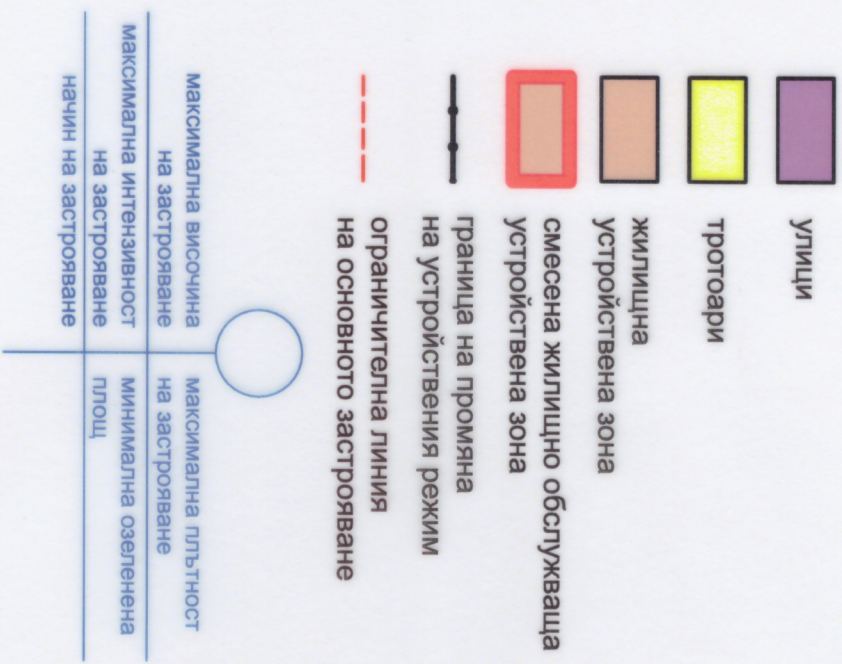 улици
тротоари
жилищна
устройствена зона
смесена жилищно обслужваща
устройствена зона
граница на промяна
на устройствения режим
ограничителна линия
на основното застрояване
максимална височина
на застрояване
максимална плътност
на застрояване
максимална интензивност
на застрояване
минимална озеленена
площ
начин на застрояване